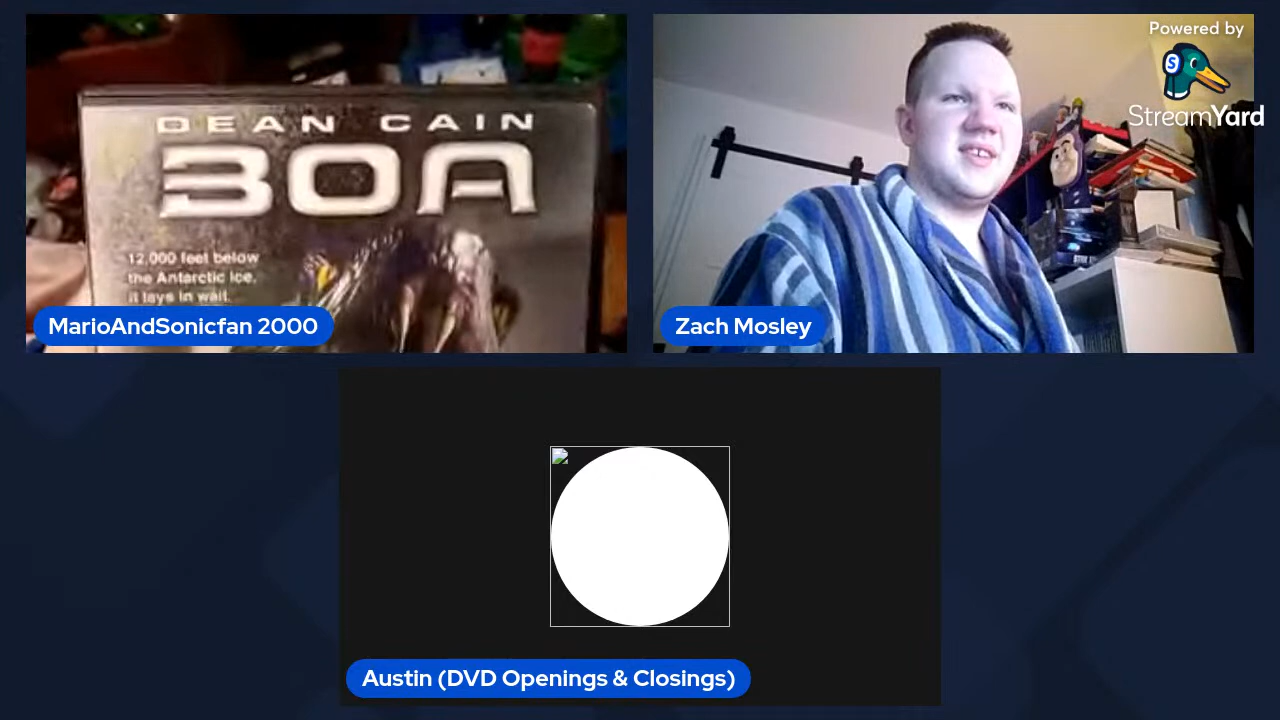 DEAN CAIN
BOA
12,000 feet below
the Antarctic ice,
it lays in wait.
MarioAndSonicfan 2000
Powered by
S
StreamYard
Zach Mosley
Austin (DVD Openings & Closings)